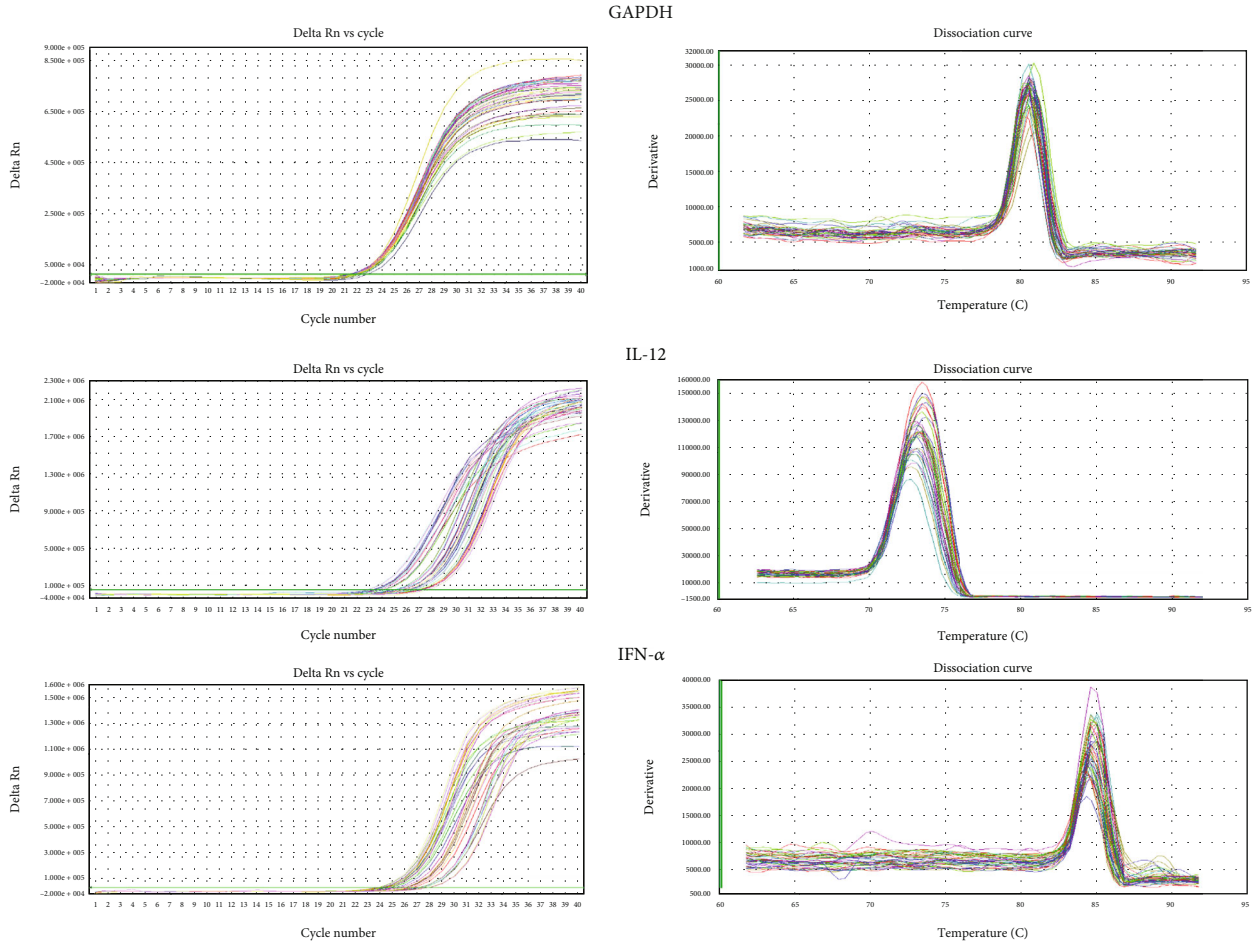 GAPDH
Delta Rn vs cycle
Delta Rn
9.000e + 005
8.500e + 005
6.500e + 005
4.500e + 005
2.500e + 005
5.000e + 004
−2.000e + 004
1 2 3 4 5 6 7 8 9 10 11 12 13 14 15 16 17 18 19 20 21 22 23 24 25 26 27 28 29 30 31 32 33 34 35 36 37 38 39 40
Cycle number
Dissociation curve
Derivative
32000.00
30000.00
25000.00
20000.00
15000.00
10000.00
5000.00
1000.00
60 65 70 75 80 85 90 95
Temperature (C)
IL-12
Delta Rn vs cycle
Delta Rn
2.300e + 006
2.100e + 006
1.700e + 006
1.300e + 006
9.000e + 005
5.000e + 005
1.000e + 005
−4.000e + 004
1 2 3 4 5 6 7 8 9 10 11 12 13 14 15 16 17 18 19 20 21 22 23 24 25 26 27 28 29 30 31 32 33 34 35 36 37 38 39 40
Cycle number
Dissociation curve
Derivative
160000.00
150000.00
130000.00
110000.00
90000.00
70000.00
50000.00
30000.00
10000.00
−1500.00
60 65 70 75 80 85 90 95
Temperature (C)
IFN-α
Delta Rn vs cycle
Delta Rn
1.600e + 006
1.500e + 006
1.300e + 006
1.100e + 006
9.000e + 005
7.000e + 005
5.000e + 005
3.000e + 005
1.000e + 005
−2.000e + 004
1 2 3 4 5 6 7 8 9 10 11 12 13 14 15 16 17 18 19 20 21 22 23 24 25 26 27 28 29 30 31 32 33 34 35 36 37 38 39 40
Cycle number
Dissociation curve
Derivative
40000.00
35000.00
30000.00
25000.00
20000.00
15000.00
10000.00
5000.00
500.00
60 65 70 75 80 85 90 95
Temperature (C)